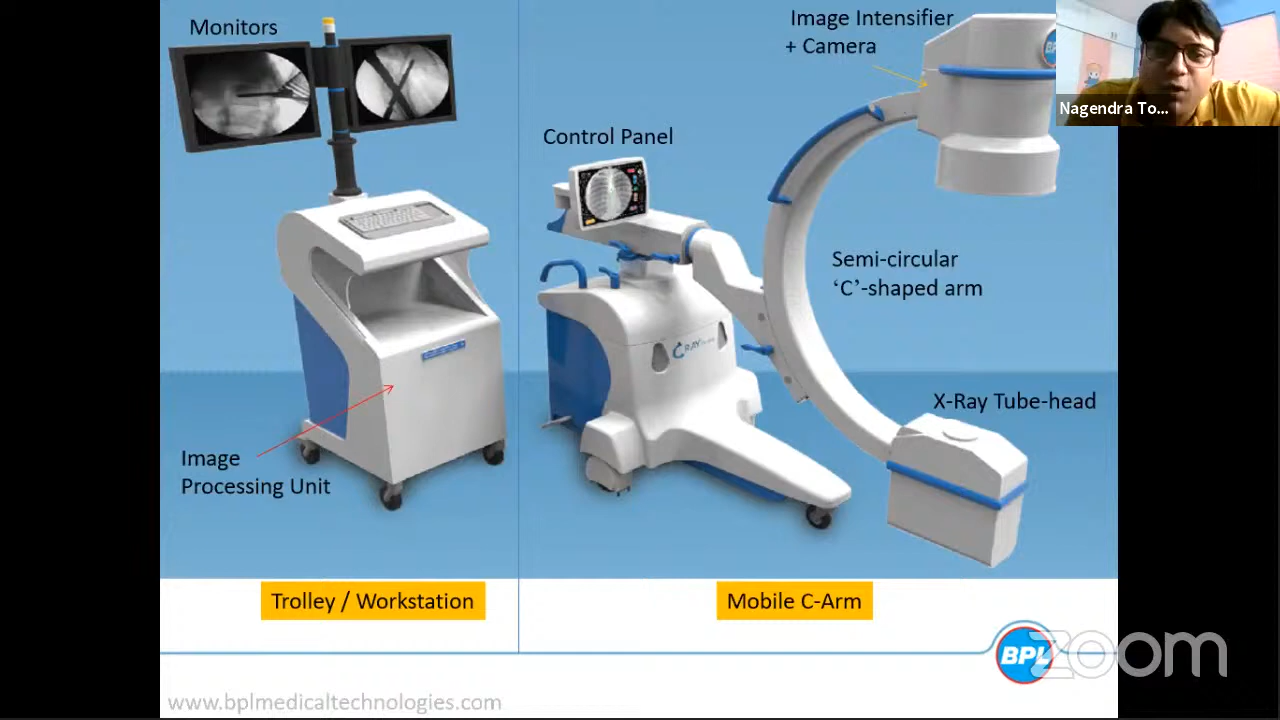 Monitors
Image Intensifier
+ Camera
BPL
Nagendra To...
Control Panel
Semi-circular
‘C’-shaped arm
X-Ray Tube-head
Image
Processing Unit
Trolley / Workstation
Mobile C-Arm
BPL
zoom
www.bplmedicaltechnologies.com